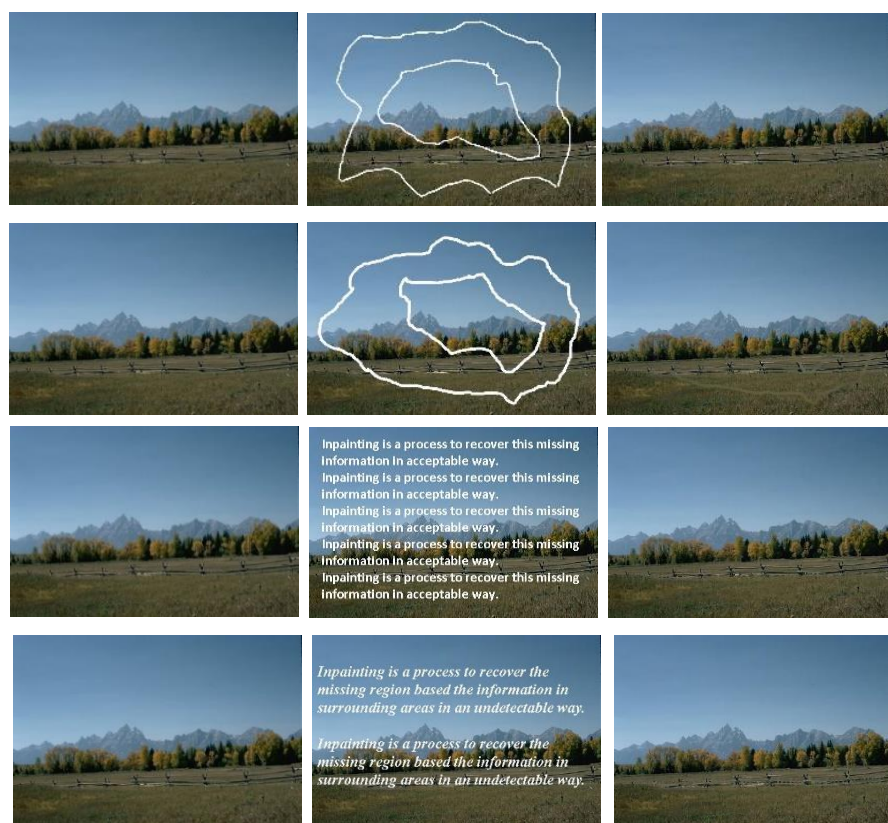 Inpainting is a process to recover this missing
information in acceptable way.
Inpainting is a process to recover this missing
information in acceptable way.
Inpainting is a process to recover this missing
information in acceptable way.
Inpainting is a process to recover this missing
information in acceptable way.
Inpainting is a process to recover this missing
information in acceptable way.
Inpainting is a process to recover the
missing region based the information in
surrounding areas in an undetectable way.
Inpainting is a process to recover the
missing region based the information in
surrounding areas in an undetectable way.